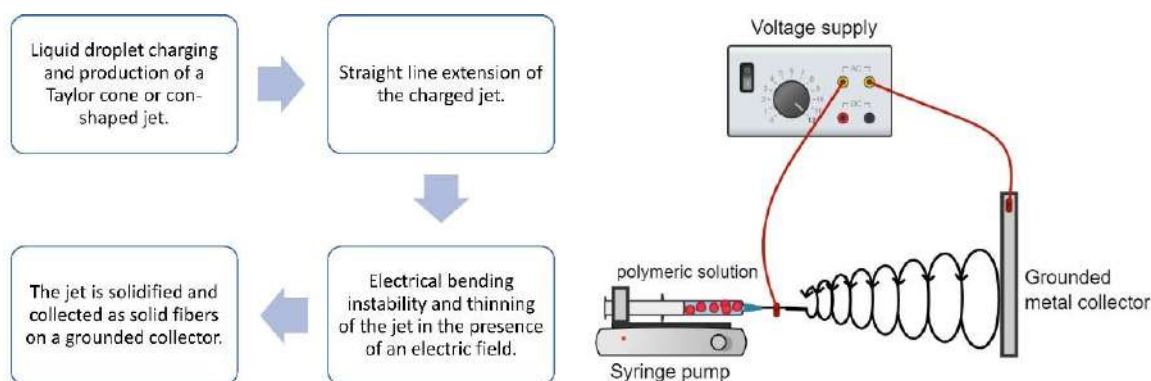 Liquid droplet charging
and production of a
Taylor cone or con-
shaped jet.
Straight line extension of
the charged jet.
Electrical bending
instability and thinning
of the jet in the presence
of an electric field.
The jet is solidified and
collected as solid fibers
on a grounded collector.
Voltage supply
AC
DC
polymeric solution
Syringe pump
Grounded
metal collector